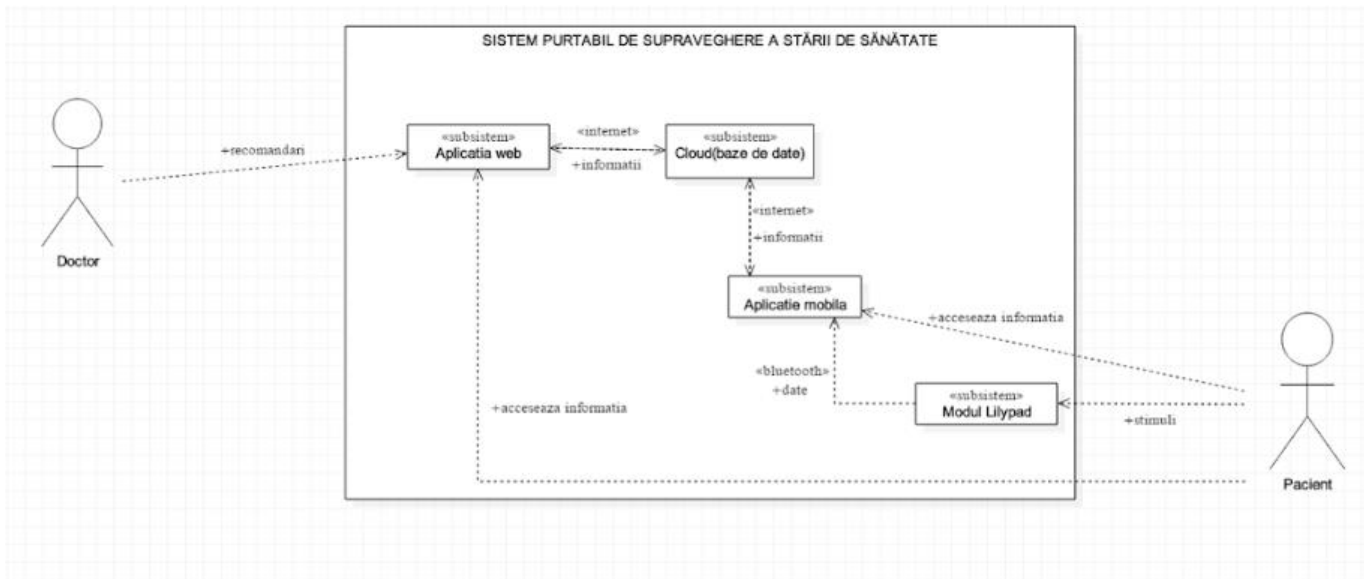 SISTEM PURTABIL DE SUPRAVEGHERE A STĂRII DE SĂNĂTATE
+recomandari
Doctor
«subsistem»
Aplicatia web
«internet»
+informatii
«subsistem»
Cloud(baze de date)
«internet»
+informatii
«subsistem»
Aplicatie mobila
+acceseaza informatia
«bluetooth»
+date
«subsistem»
Modul Lilypad
+stimuli
+acceseaza informatia
Pacient